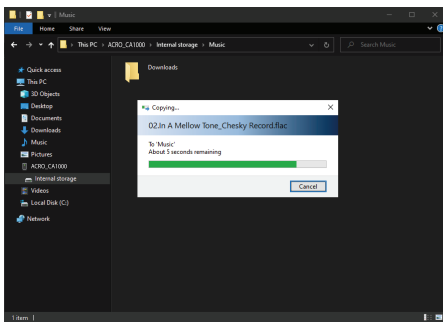 Music
File Home Share View
This PC > ACRO_CA1000 > Internal storage > Music
Search Music
Quick access
This PC
3D Objects
Desktop
Documents
Downloads
Music
Pictures
ACRO_CA1000
Internal storage
Videos
Local Disk (C:)
Network
Downloads
Copying...
02.In A Mellow Tone_Chesky Record.flac
To 'Music'
About 5 seconds remaining
Cancel
1 item